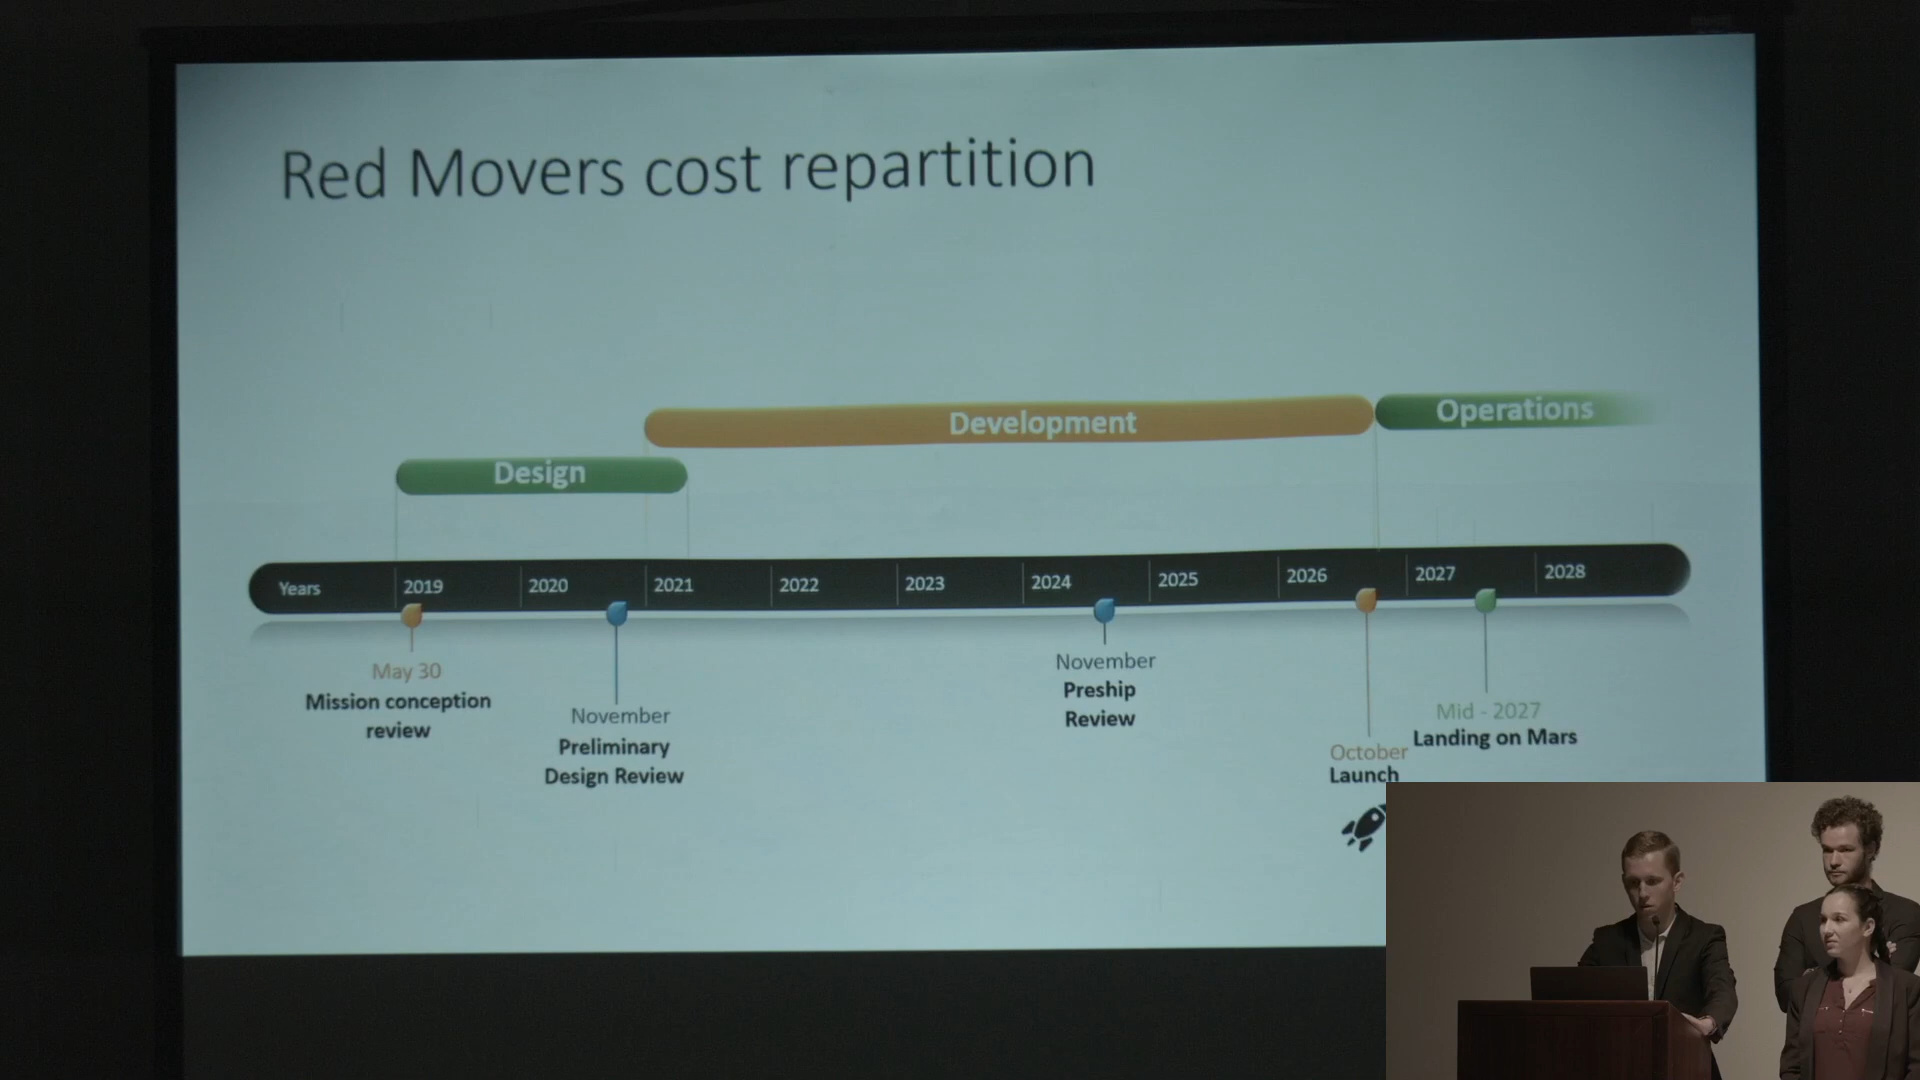 Red Movers cost repartition
Development
Operations
Design
Years 2019 2020 2021 2022 2023 2024 2025 2026 2027 2028
May 30
Mission conception
review
November
Preliminary
Design Review
November
Preship
Review
October
Launch
Mid - 2027
Landing on Mars